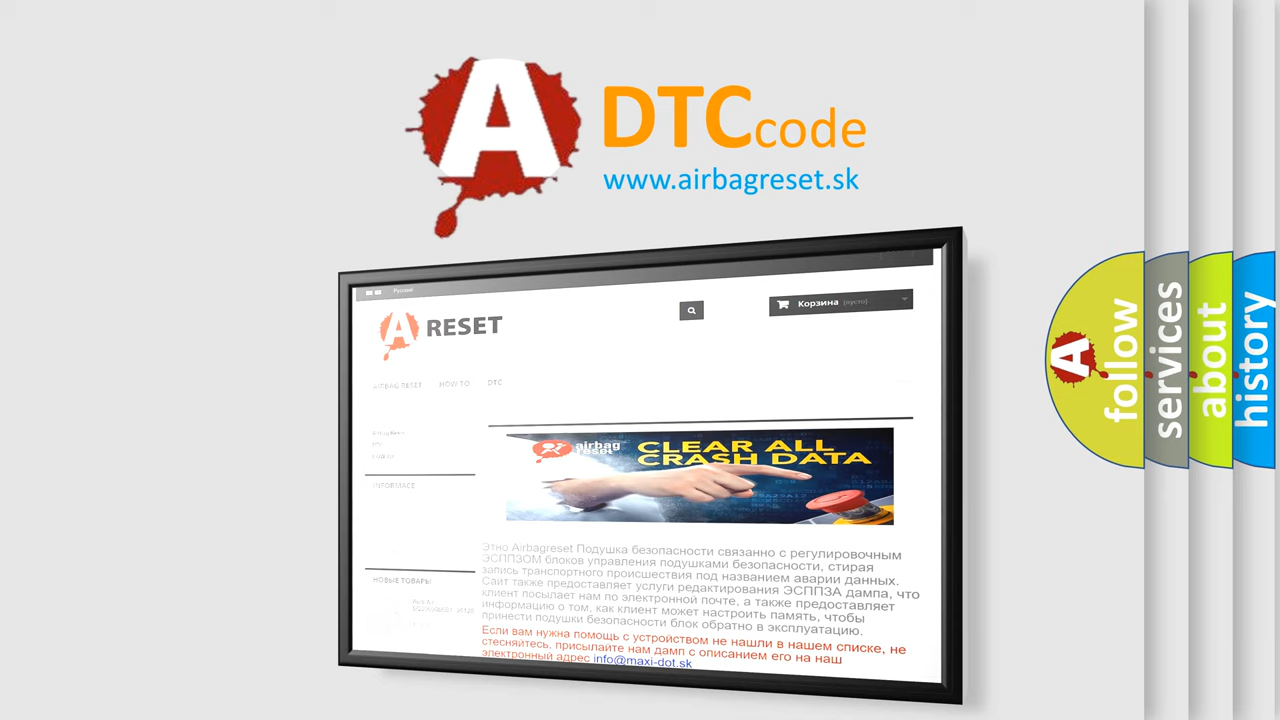 A DTCcode
www.airbagreset.sk
Русский
A RESET
Корзина (пусто)
AIRBAG RESET HOW TO DTC
INFORMACE
airbag
reset
CLEAR ALL
CRASH DATA
Этно Airbagreset Подушка безопасности связанно с регулировочным
ЭСППЗОМ блоков управления подушками безопасности, стирая
запись транспортного происшествия под названием аварии данных.
Сайт также предоставляет услуги редактирования ЭСППЗА дампа, что
клиент посылает нам по электронной почте, а также предоставляет
информацию о том, как клиент может настроить память, чтобы
принести подушки безопасности блок обратно в эксплуатацию.
Если вам нужна помощь с устройством не нашли в нашем списке, не
стесняйтесь, присылайте нам дамп с описанием его на наш
электронный адрес info@maxi-dot.sk
НОВЫЕ ТОВАРЫ
A follow
services
about
history